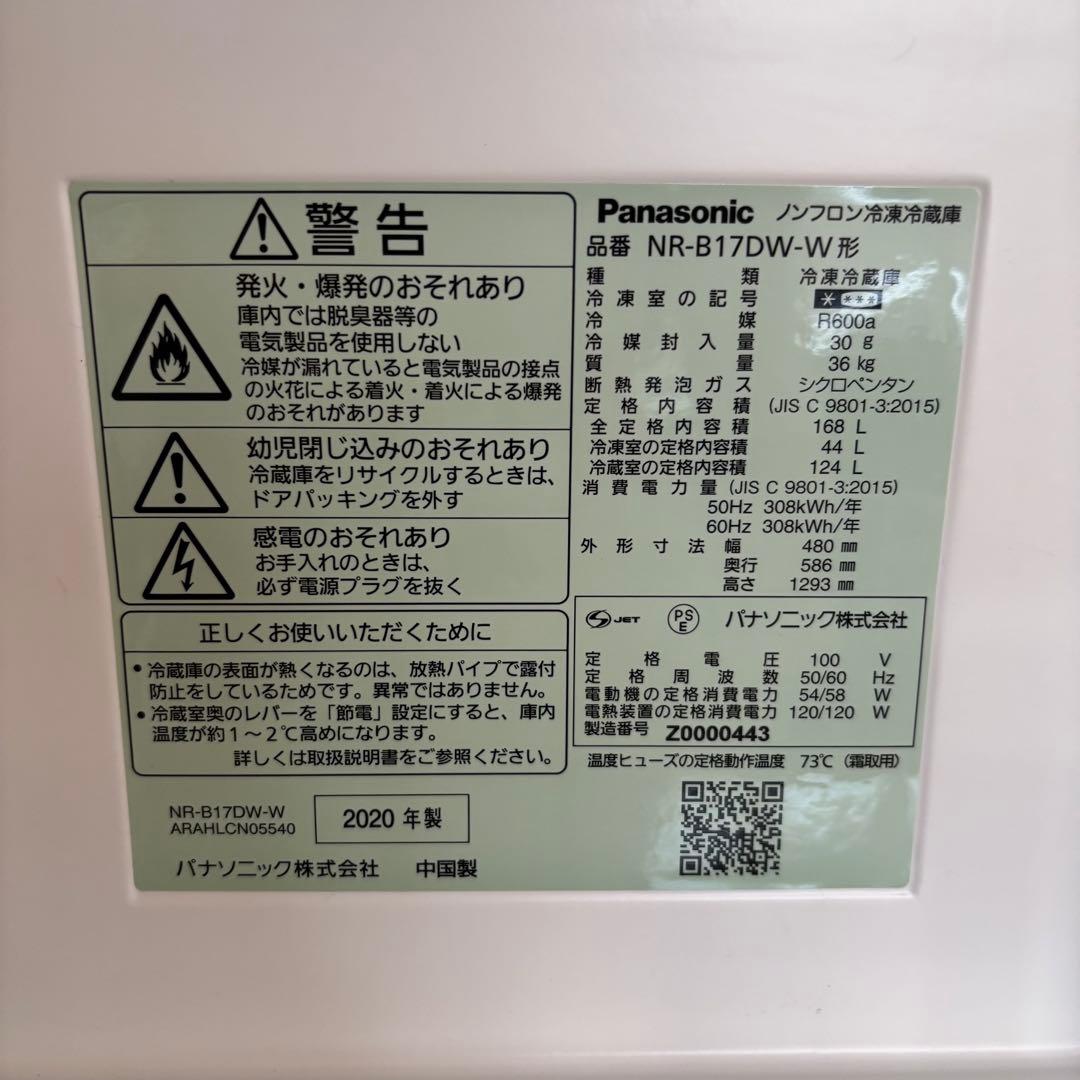 警告
発火・爆発のおそれあり
庫内では脱臭器等の
電気製品を使用しない
冷媒が漏れていると電気製品の接点
の火花による着火・着火による爆発
のおそれがあります
幼児閉じ込みのおそれあり
冷蔵庫をリサイクルするときは、
ドアパッキングを外す
感電のおそれあり
お手入れのときは、
必ず電源プラグを抜く
正しくお使いいただくために
・冷蔵庫の表面が熱くなるのは、放熱パイプで露付
防止をしているためです。異常ではありません。
・冷蔵室奥のレバーを「節電」設定にすると、庫内
温度が約1～2℃高めになります。
詳しくは取扱説明書をご参照ください。
NR-B17DW-W
ARAHLCN05540
2020 年製
パナソニック株式会社 中国製
Panasonic ノンフロン冷凍冷蔵庫
品番 NR-B17DW-W形
種類 冷凍冷蔵庫
冷凍室の記号 ****
冷媒 R600a
冷媒封入量 30 g
質量 36 kg
断熱発泡ガス シクロペンタン
定格内容積 (JIS C 9801-3:2015)
全定格内容積 168 L
冷凍室の定格内容積 44 L
冷蔵室の定格内容積 124 L
消費電力量 (JIS C 9801-3:2015)
50Hz 308kWh/年
60Hz 308kWh/年
外形寸法 幅 480 mm
奥行 586 mm
高さ 1293 mm
S JET PSE パナソニック株式会社
定格電圧 100 V
定格周波数 50/60 Hz
電動機の定格消費電力 54/58 W
電熱装置の定格消費電力 120/120 W
製造番号 Z0000443
温度ヒューズの定格動作温度 73℃（霜取用）